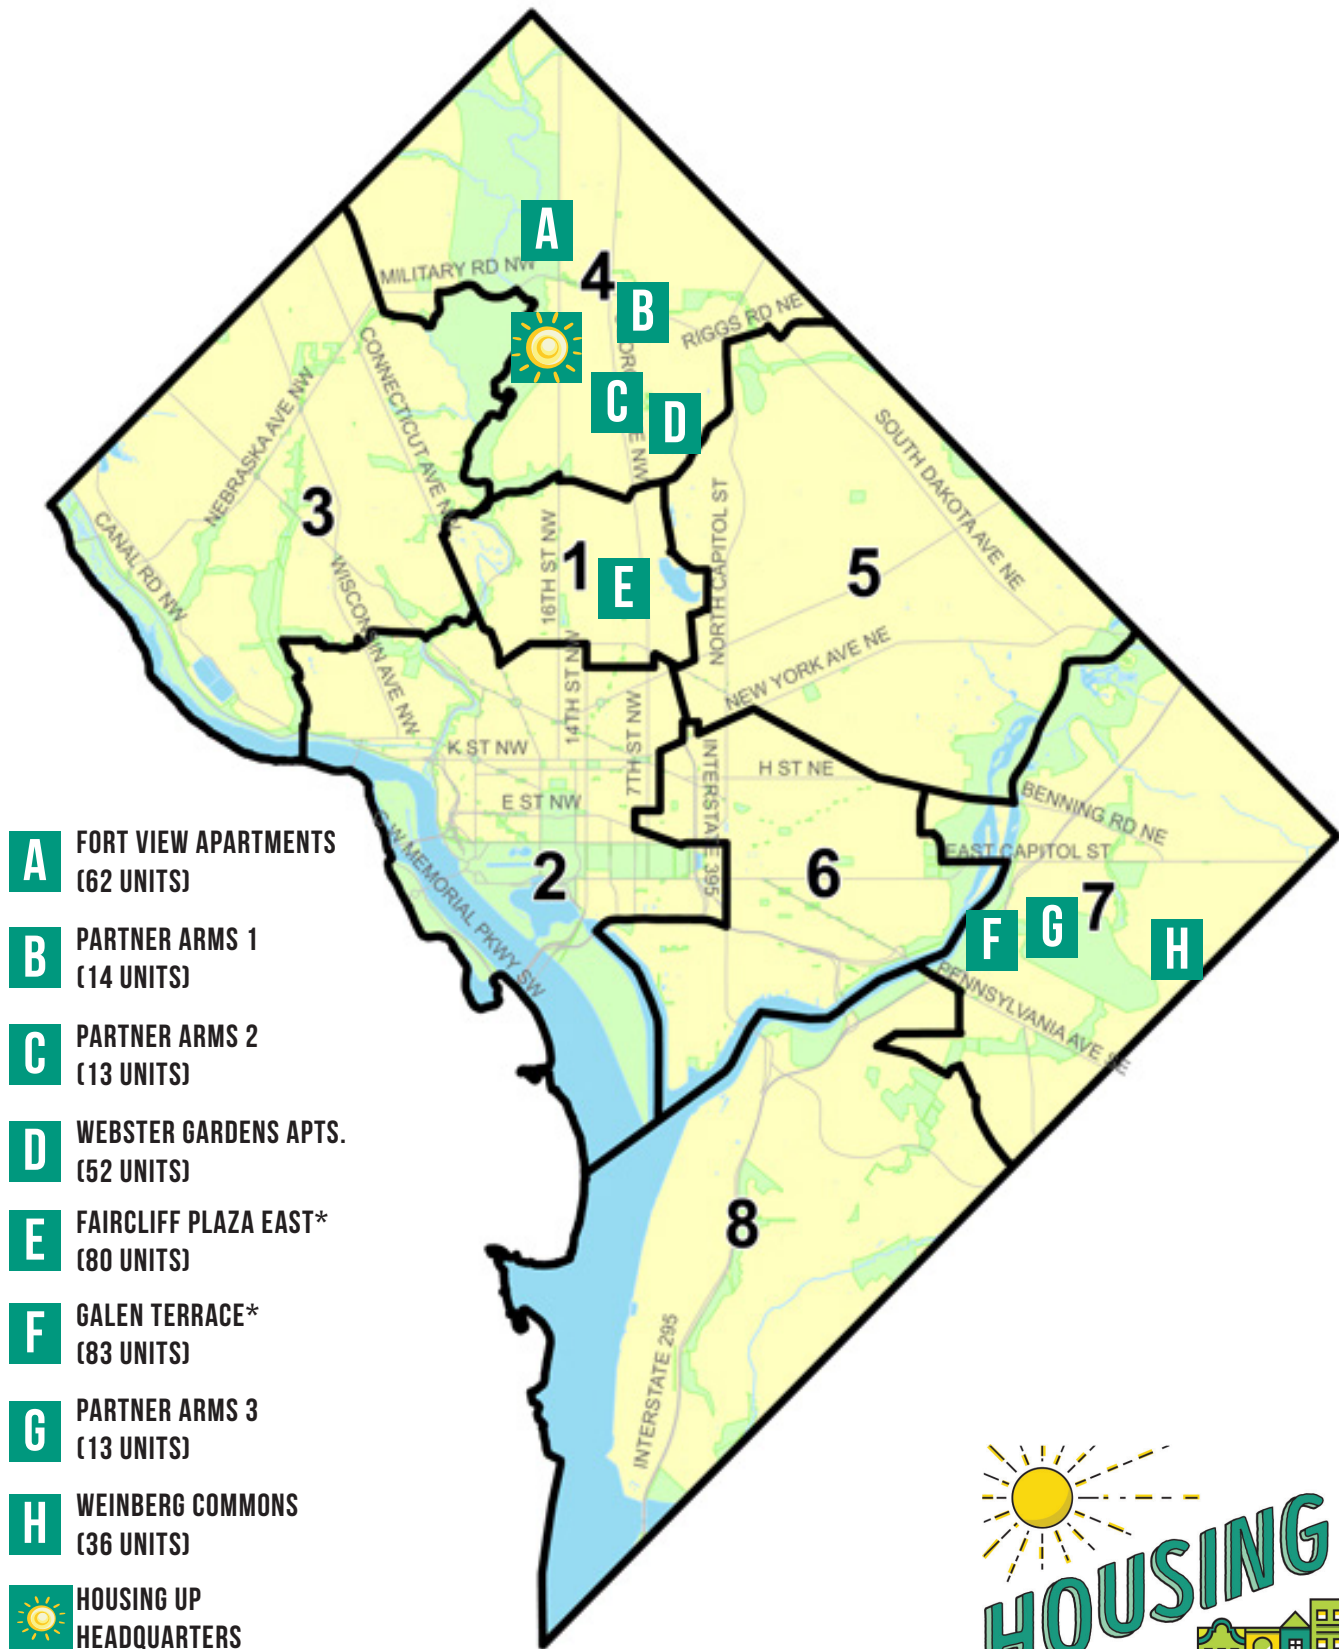 A
4
MILITARY RD NW
B
RIGGS RD NE
C
D
E NW
CONNECTICUT AVE NW
NEBRASKA AVE NW
SOUTH DAKOTA AVE NE
3
CANAL RD NW
WISCONSIN AVE NW
16TH ST NW
1
E
NORTH CAPITOL ST
5
NEW YORK AVE NE
14TH ST NW
7TH ST NW
K ST NW
E ST NW
INTERSTATE 395
H ST NE
BENNING RD NE
EAST CAPITOL ST
G W MEMORIAL PKWY SW
2
6
7
F
G
H
PENNSYLVANIA AVE SE
8
INTERSTATE 295
A FORT VIEW APARTMENTS
(62 UNITS)
B PARTNER ARMS 1
(14 UNITS)
C PARTNER ARMS 2
(13 UNITS)
D WEBSTER GARDENS APTS.
(52 UNITS)
E FAIRCLIFF PLAZA EAST*
(80 UNITS)
F GALEN TERRACE*
(83 UNITS)
G PARTNER ARMS 3
(13 UNITS)
H WEINBERG COMMONS
(36 UNITS)
HOUSING UP
HEADQUARTERS
HOUSING